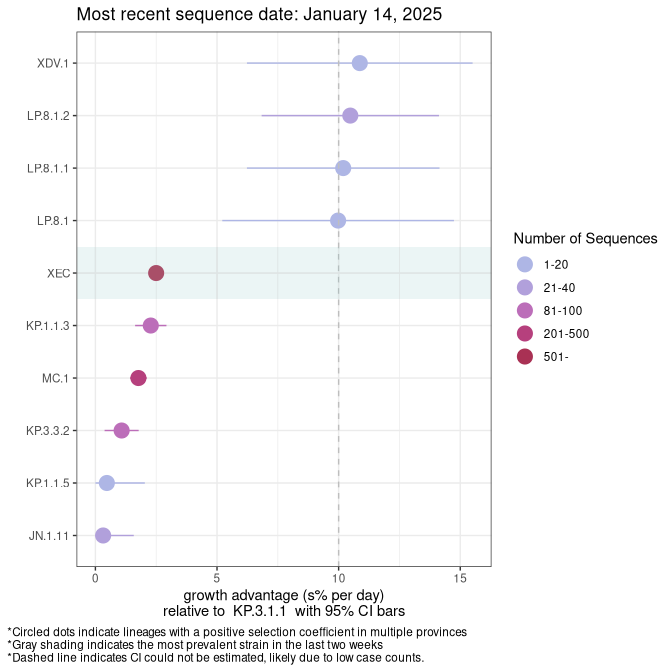 Most recent sequence date: January 14, 2025
XDV.1
LP.8.1.2
LP.8.1.1
LP.8.1
XEC
KP.1.1.3
MC.1
KP.3.3.2
KP.1.1.5
JN.1.11
0 5 10 15
growth advantage (s% per day)
relative to KP.3.1.1 with 95% CI bars
Number of Sequences
1-20
21-40
81-100
201-500
501-
*Circled dots indicate lineages with a positive selection coefficient in multiple provinces
*Gray shading indicates the most prevalent strain in the last two weeks
*Dashed line indicates CI could not be estimated, likely due to low case counts.